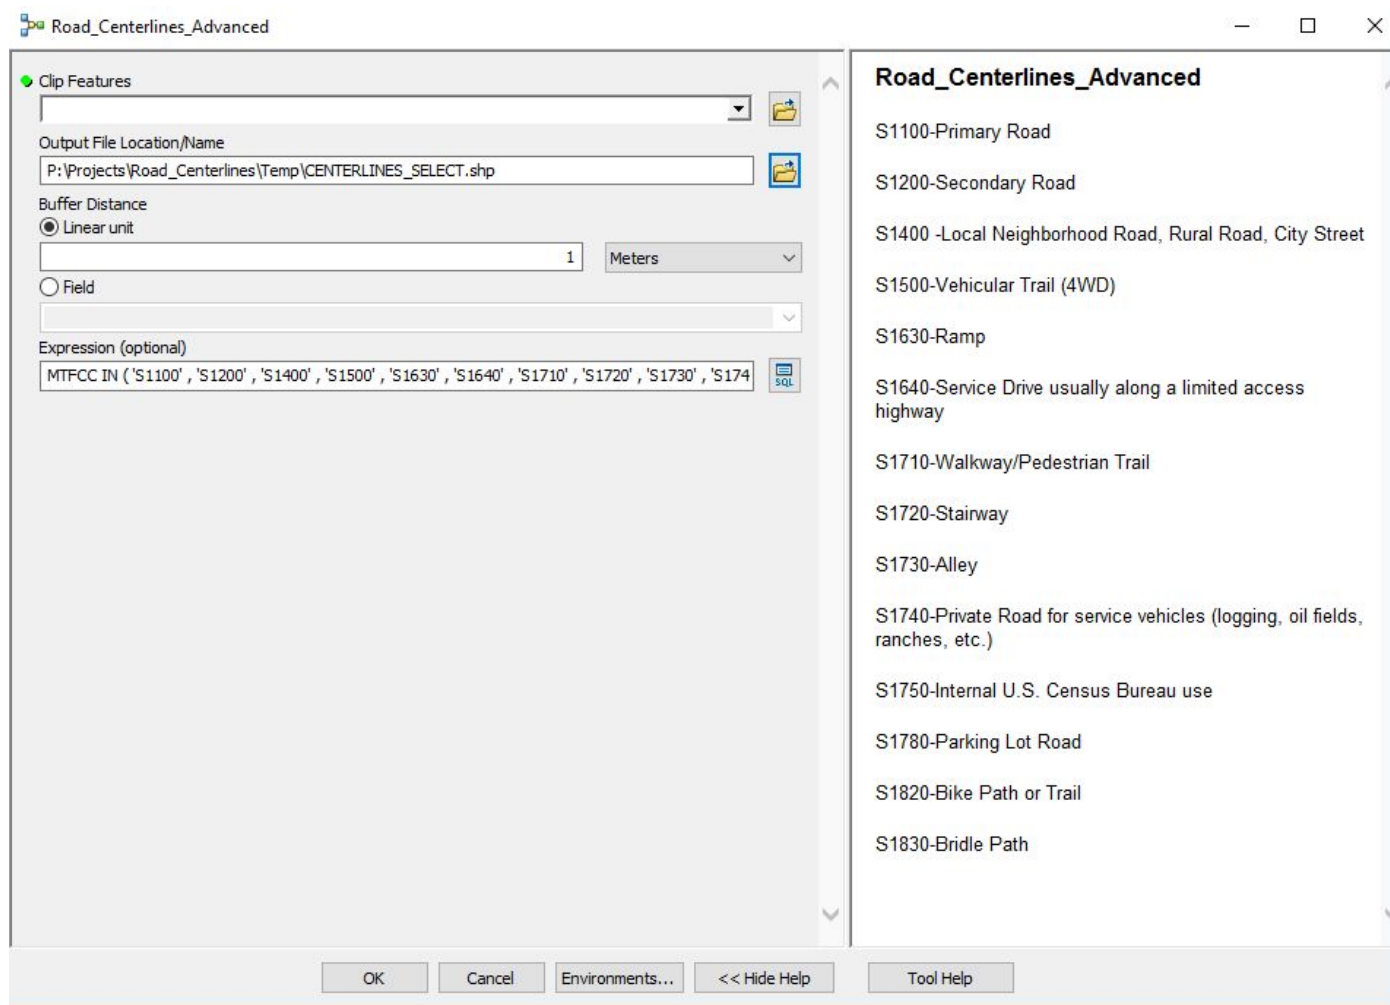 Road_Centerlines_Advanced
Clip Features
Output File Location/Name
P:\Projects\Road_Centerlines\Temp\CENTERLINES_SELECT.shp
Buffer Distance
Linear unit
1 Meters
Field
Expression (optional)
MTFCC IN ( 'S1100' , 'S1200' , 'S1400' , 'S1500' , 'S1630' , 'S1640' , 'S1710' , 'S1720' , 'S1730' , 'S174
SQL
Road_Centerlines_Advanced
S1100-Primary Road
S1200-Secondary Road
S1400 -Local Neighborhood Road, Rural Road, City Street
S1500-Vehicular Trail (4WD)
S1630-Ramp
S1640-Service Drive usually along a limited access
highway
S1710-Walkway/Pedestrian Trail
S1720-Stairway
S1730-Alley
S1740-Private Road for service vehicles (logging, oil fields,
ranches, etc.)
S1750-Internal U.S. Census Bureau use
S1780-Parking Lot Road
S1820-Bike Path or Trail
S1830-Bridle Path
OK Cancel Environments... << Hide Help Tool Help